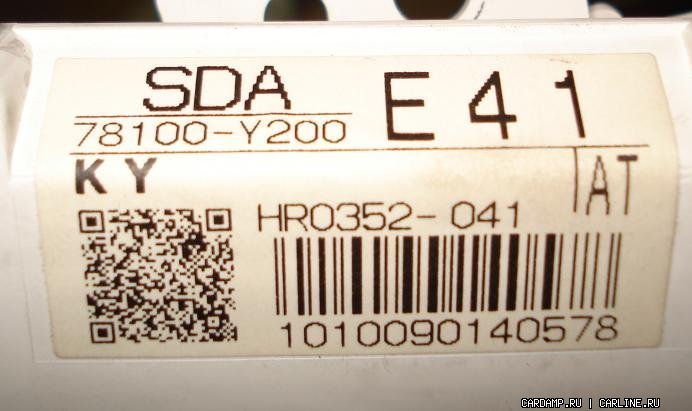 SDA E41
78100-Y200
KY AT
HR0352-041
1010090140578
CARDAMP.RU | CARLINE.RU